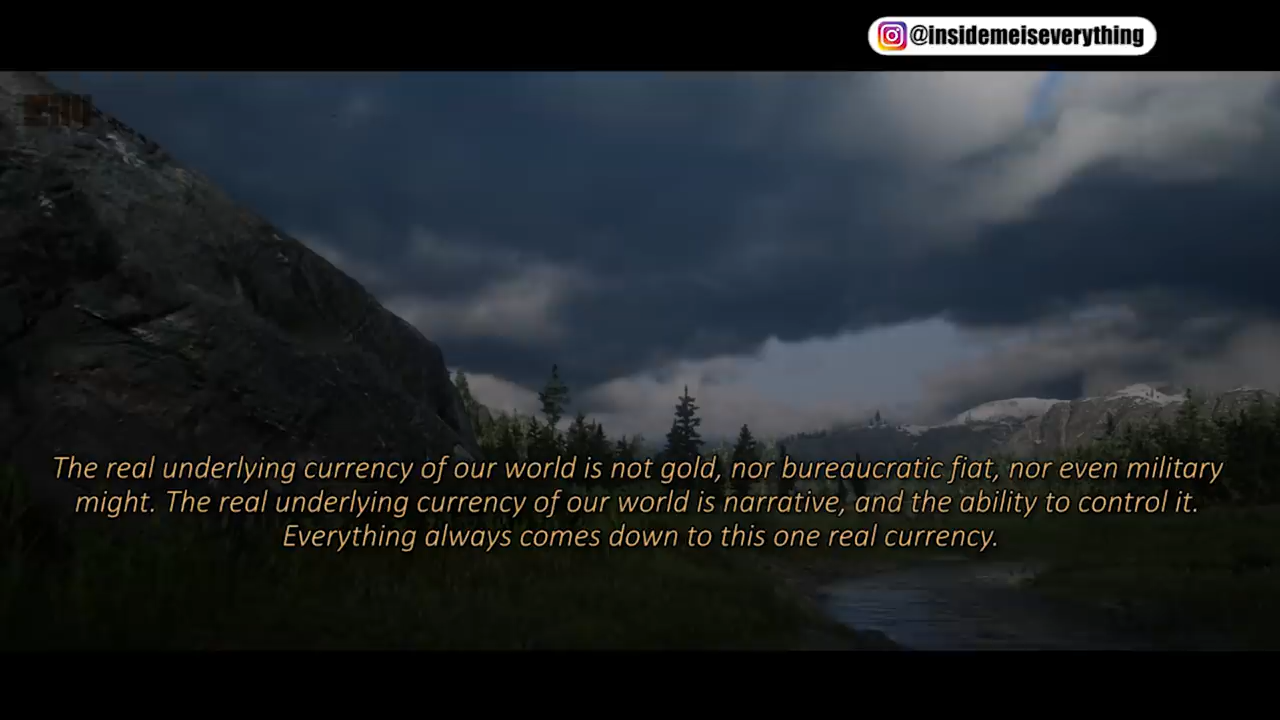 @insidemeiseverything
The real underlying currency of our world is not gold, nor bureaucratic fiat, nor even military
might. The real underlying currency of our world is narrative, and the ability to control it.
Everything always comes down to this one real currency.